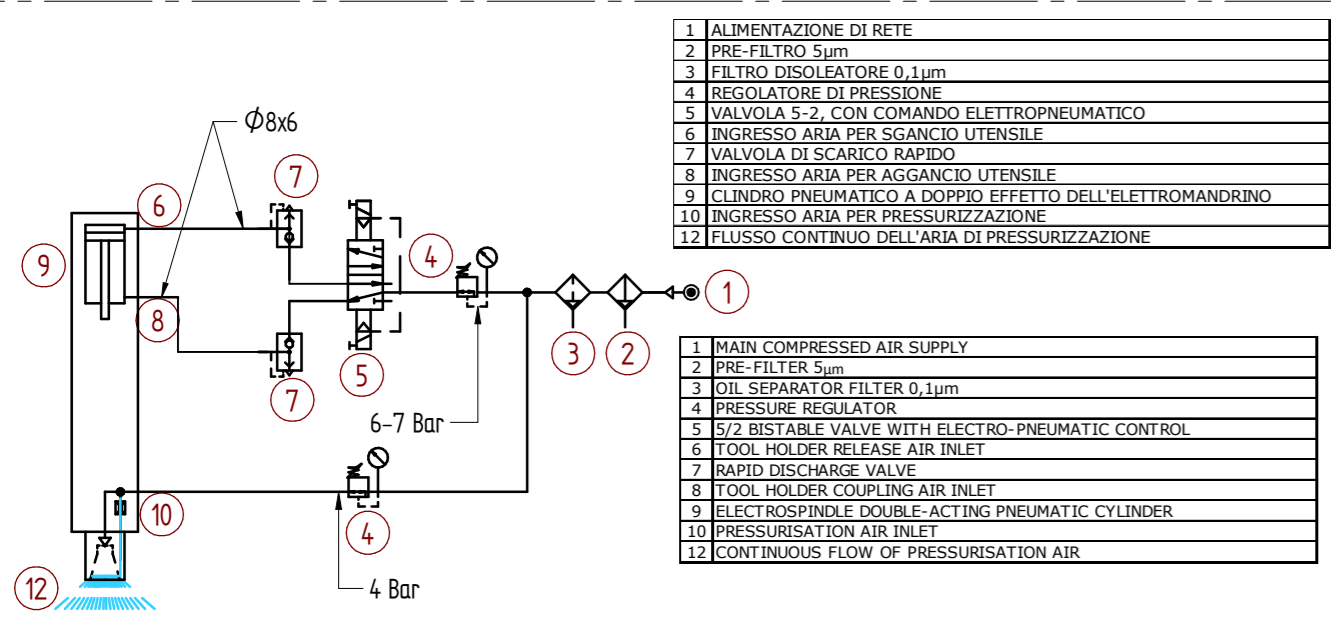 1 ALIMENTAZIONE DI RETE
2 PRE-FILTRO 5µm
3 FILTRO DISOLEATORE 0,1µm
4 REGOLATORE DI PRESSIONE
5 VALVOLA 5-2, CON COMANDO ELETTROPNEUMATICO
6 INGRESSO ARIA PER SGANCIO UTENSILE
7 VALVOLA DI SCARICO RAPIDO
8 INGRESSO ARIA PER AGGANCIO UTENSILE
9 CLINDRO PNEUMATICO A DOPPIO EFFETTO DELL'ELETTROMANDRINO
10 INGRESSO ARIA PER PRESSURIZZAZIONE
12 FLUSSO CONTINUO DELL'ARIA DI PRESSURIZZAZIONE
Φ8x6
7
6
9
4
1
8
5
3
2
7
6-7 Bar
10
4
12
4 Bar
1 MAIN COMPRESSED AIR SUPPLY
2 PRE-FILTER 5µm
3 OIL SEPARATOR FILTER 0,1µm
4 PRESSURE REGULATOR
5 5/2 BISTABLE VALVE WITH ELECTRO-PNEUMATIC CONTROL
6 TOOL HOLDER RELEASE AIR INLET
7 RAPID DISCHARGE VALVE
8 TOOL HOLDER COUPLING AIR INLET
9 ELECTROSPINDLE DOUBLE-ACTING PNEUMATIC CYLINDER
10 PRESSURISATION AIR INLET
12 CONTINUOUS FLOW OF PRESSURISATION AIR